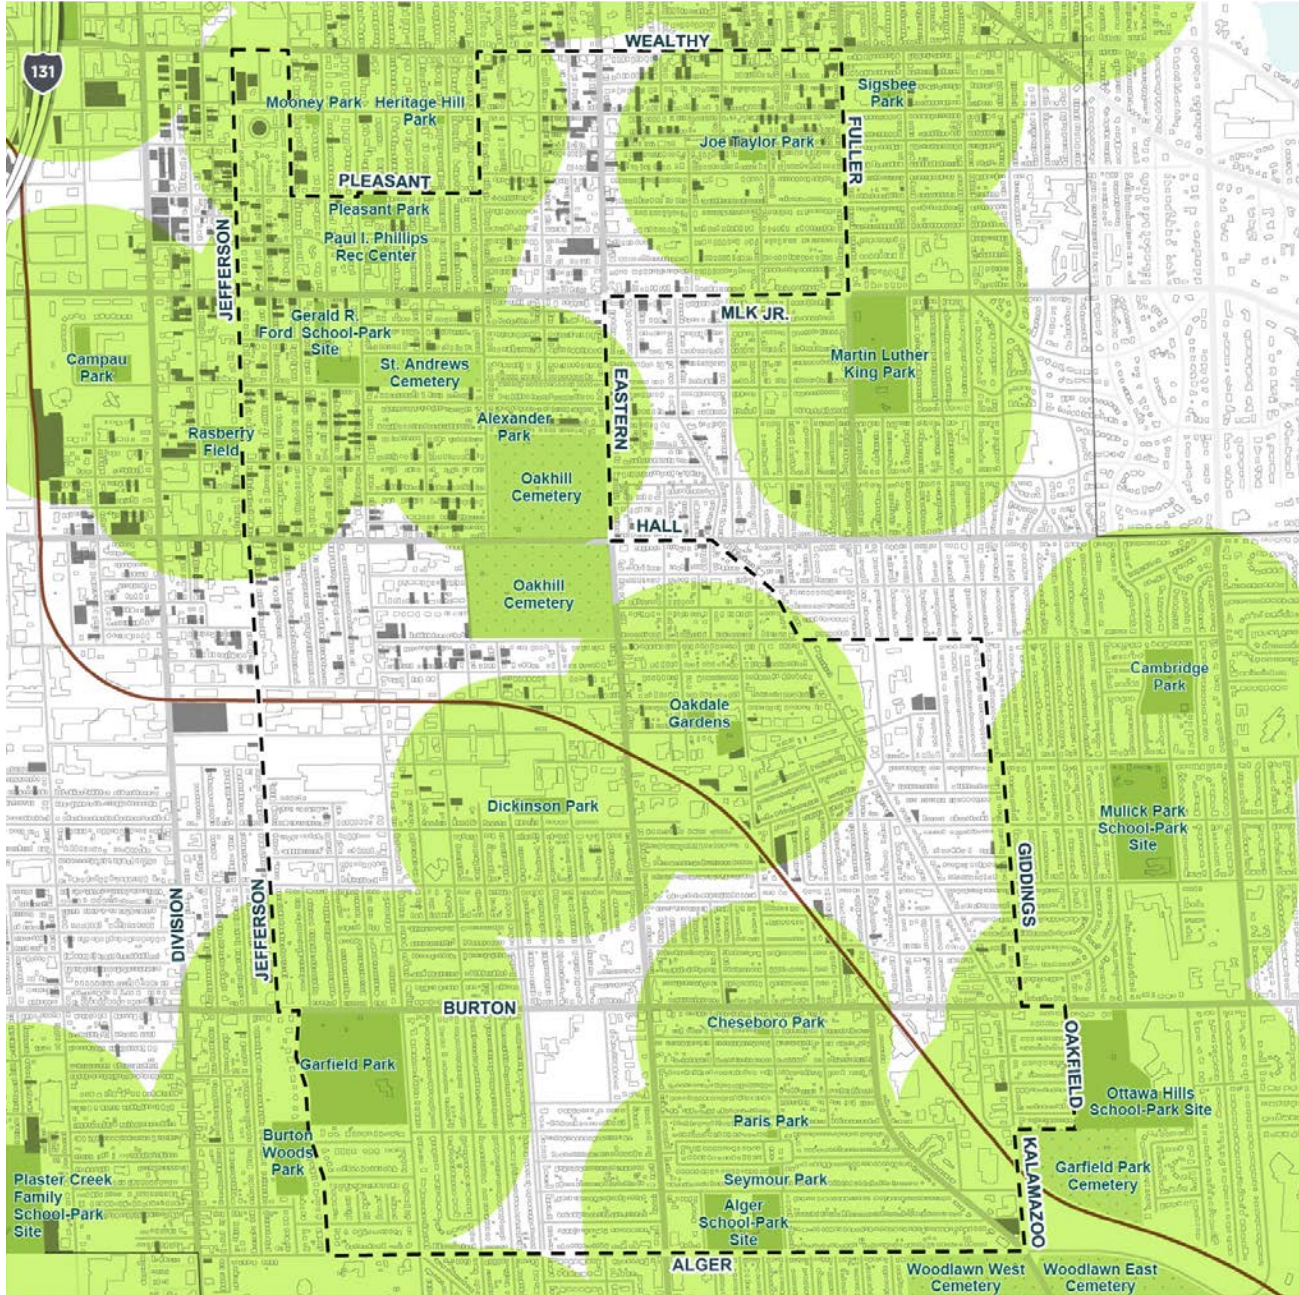 WEALTHY
131
Sigsbee
Park
Mooney Park
Heritage Hill
Park
FULLER
Joe Taylor Park
PLEASANT
Pleasant Park
Paul I. Phillips
Rec Center
JEFFERSON
MLK JR.
Gerald R.
Ford School-Park
Site
Campau
Park
St. Andrews
Cemetery
Martin Luther
King Park
EASTERN
Alexander
Park
Rasberry
Field
Oakhill
Cemetery
HALL
Oakhill
Cemetery
Cambridge
Park
Oakdale
Gardens
Dickinson Park
Mulick Park
School-Park
Site
GIDDINGS
DIVISION
JEFFERSON
BURTON
Cheseboro Park
Garfield Park
OAKFIELD
Ottawa Hills
School-Park Site
Paris Park
Burton
Woods
Park
KALAMAZOO
Garfield Park
Cemetery
Plaster Creek
Family
School-Park
Site
Seymour Park
Alger
School-Park
Site
ALGER
Woodlawn West
Cemetery
Woodlawn East
Cemetery